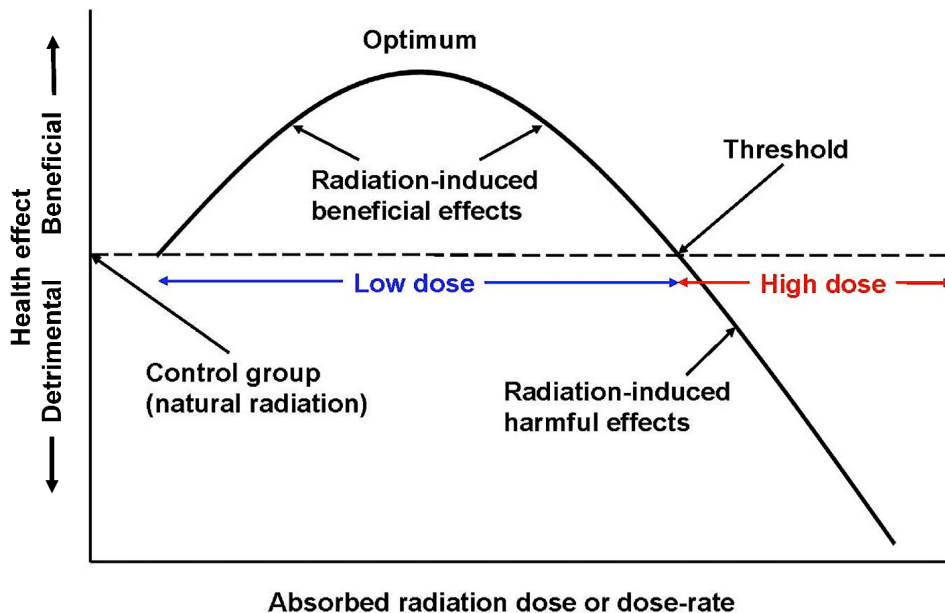 Optimum
Threshold
Radiation-induced
beneficial effects
Low dose
High dose
Control group
(natural radiation)
Radiation-induced
harmful effects
Health effect
Detrimental Beneficial
Absorbed radiation dose or dose-rate